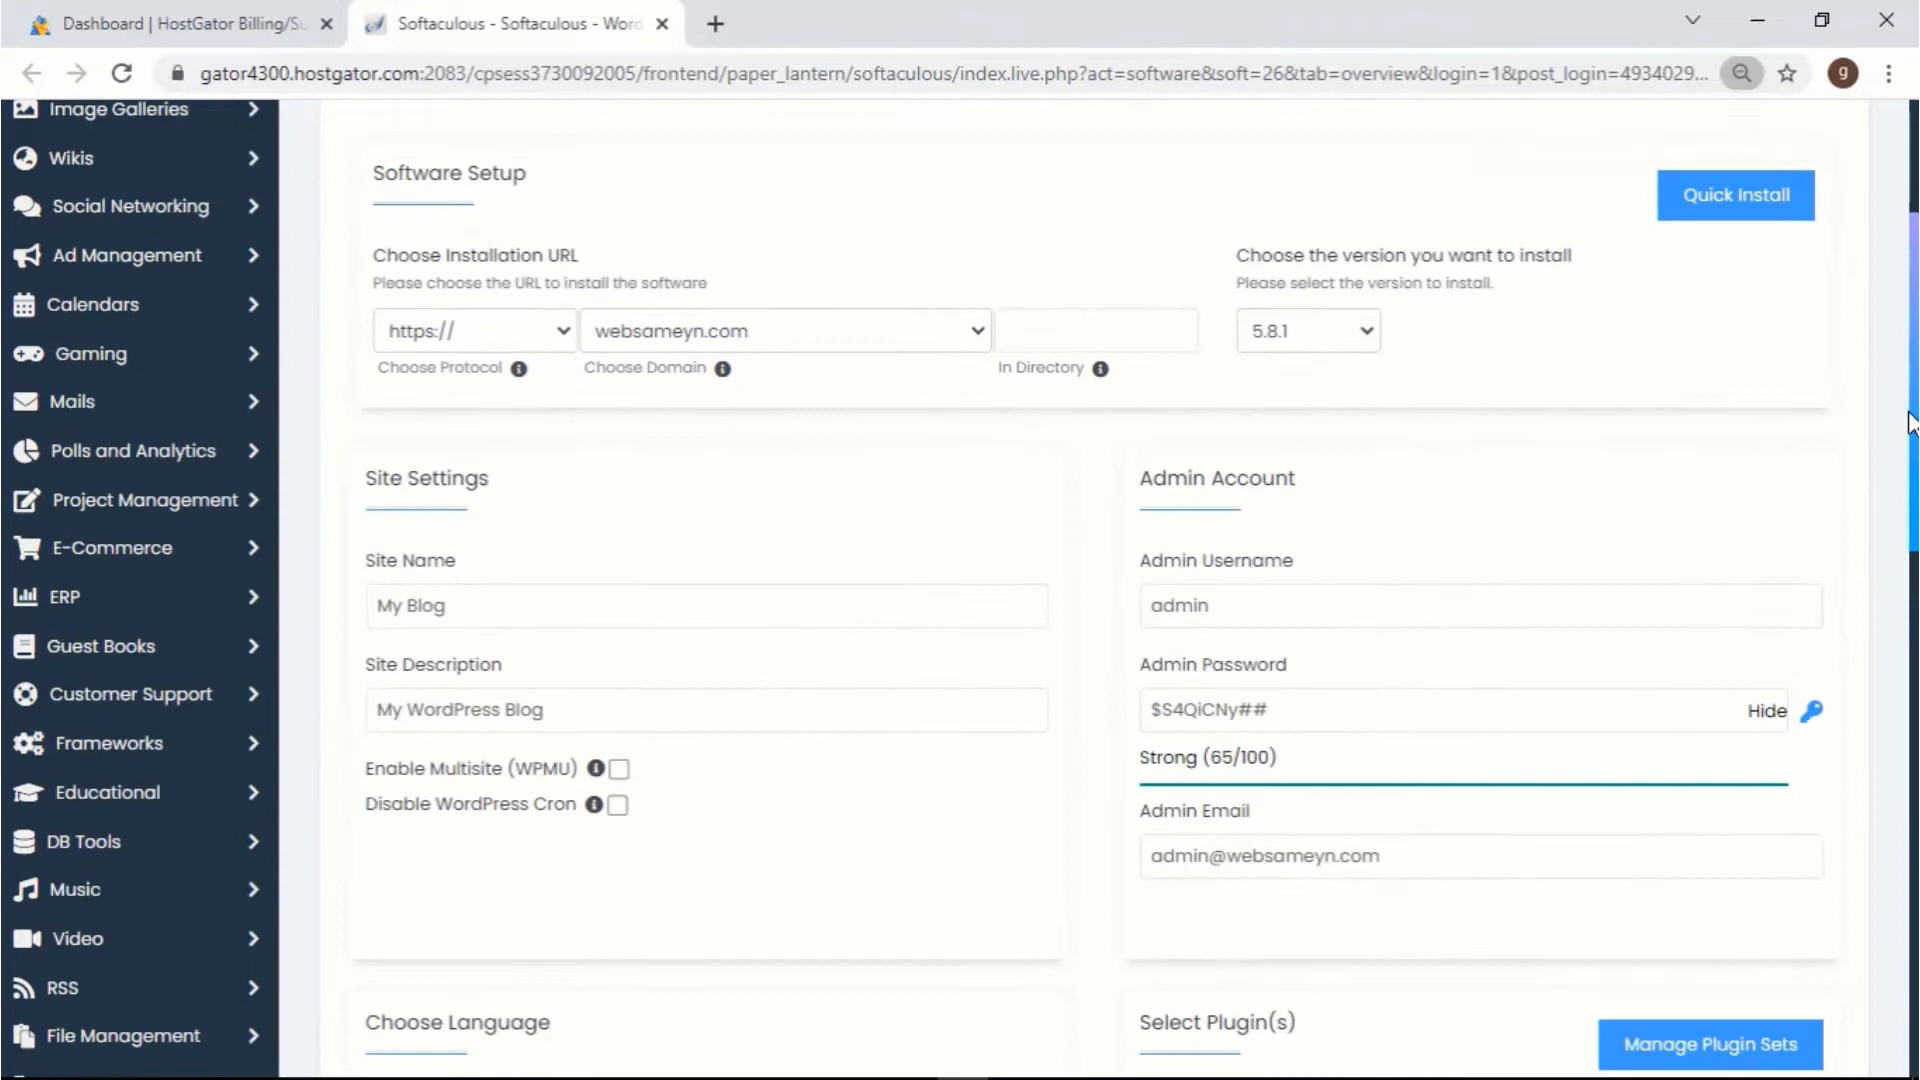 Dashboard | HostGator Billing/Su
Softaculous - Softaculous - Word
gator4300.hostgator.com:2083/cpsess3730092005/frontend/paper_lantern/softaculous/index.live.php?act=software&soft=26&tab=overview&login=1&post_login=4934029...
g
Image Galleries
Wikis
Social Networking
Ad Management
Calendars
Gaming
Mails
Polls and Analytics
Project Management
E-Commerce
ERP
Guest Books
Customer Support
Frameworks
Educational
DB Tools
Music
Video
RSS
File Management
Software Setup
Quick Install
Choose Installation URL
Please choose the URL to install the software
https://
websameyn.com
Choose Protocol
Choose Domain
In Directory
Choose the version you want to install
Please select the version to install.
5.8.1
Site Settings
Site Name
My Blog
Site Description
My WordPress Blog
Enable Multisite (WPMU)
Disable WordPress Cron
Admin Account
Admin Username
admin
Admin Password
$S4QiCNy##
Hide
Strong (65/100)
Admin Email
admin@websameyn.com
Choose Language
Select Plugin(s)
Manage Plugin Sets